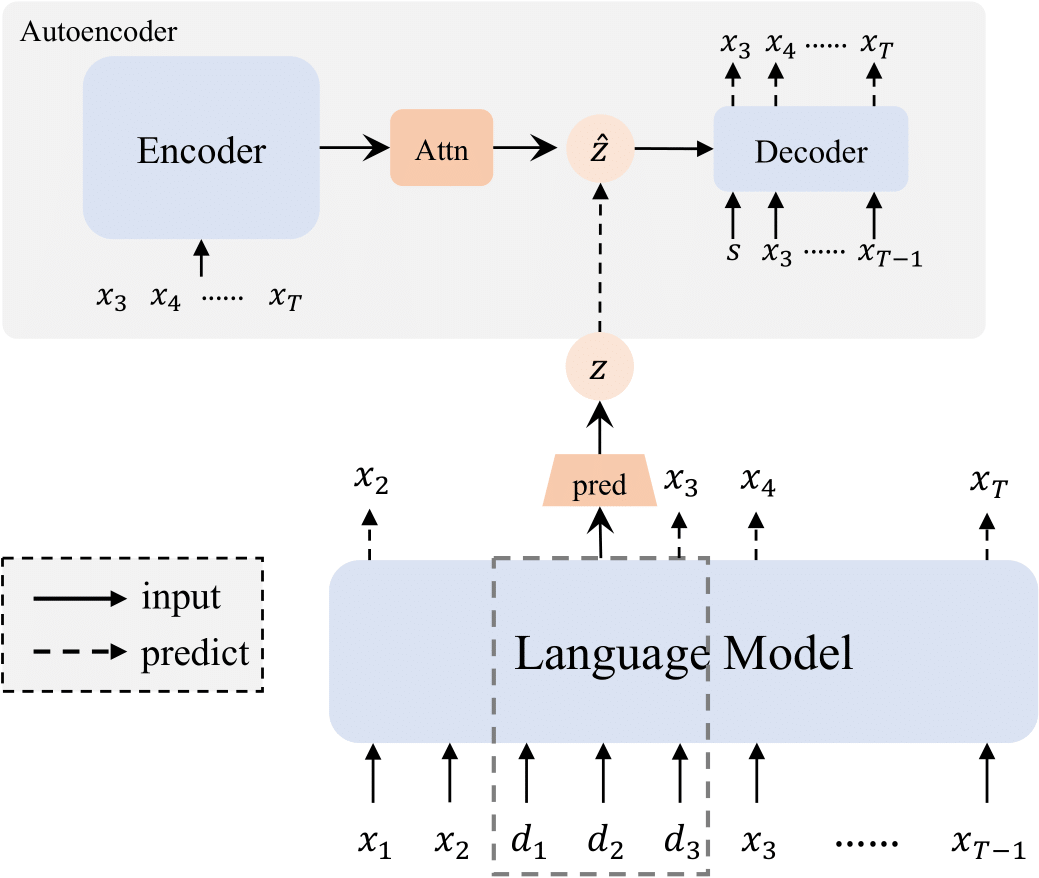 Autoencoder
x_3 x_4 ...... x_T
Encoder
Attn
ẑ
Decoder
s x_3 ...... x_{T-1}
x_3 x_4 ...... x_T
z
pred
x_2 x_3 x_4 x_T
input
predict
Language Model
x_1 x_2 d_1 d_2 d_3 x_3 ...... x_{T-1}